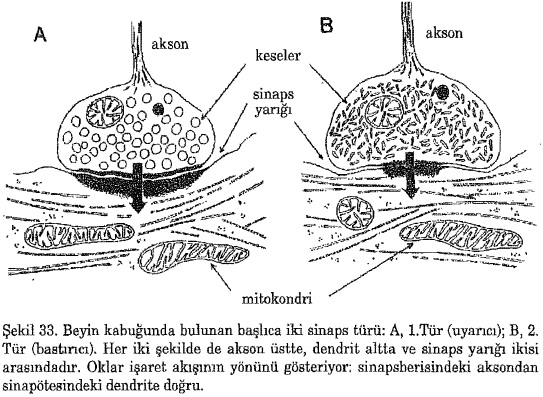 A
akson
B
akson
keseler
sinaps
yarığı
mitokondri
Şekil 33. Beyin kabuğunda bulunan başlıca iki sinaps türü: A, 1.Tür (uyarıcı); B, 2.
Tür (bastırıcı). Her iki şekilde de akson üstte, dendrit altta ve sinaps yarığı ikisi
arasındadır. Oklar işaret akışının yönünü gösteriyor: sinapsberisindeki aksondan
sinapötesindeki dendrite doğru.